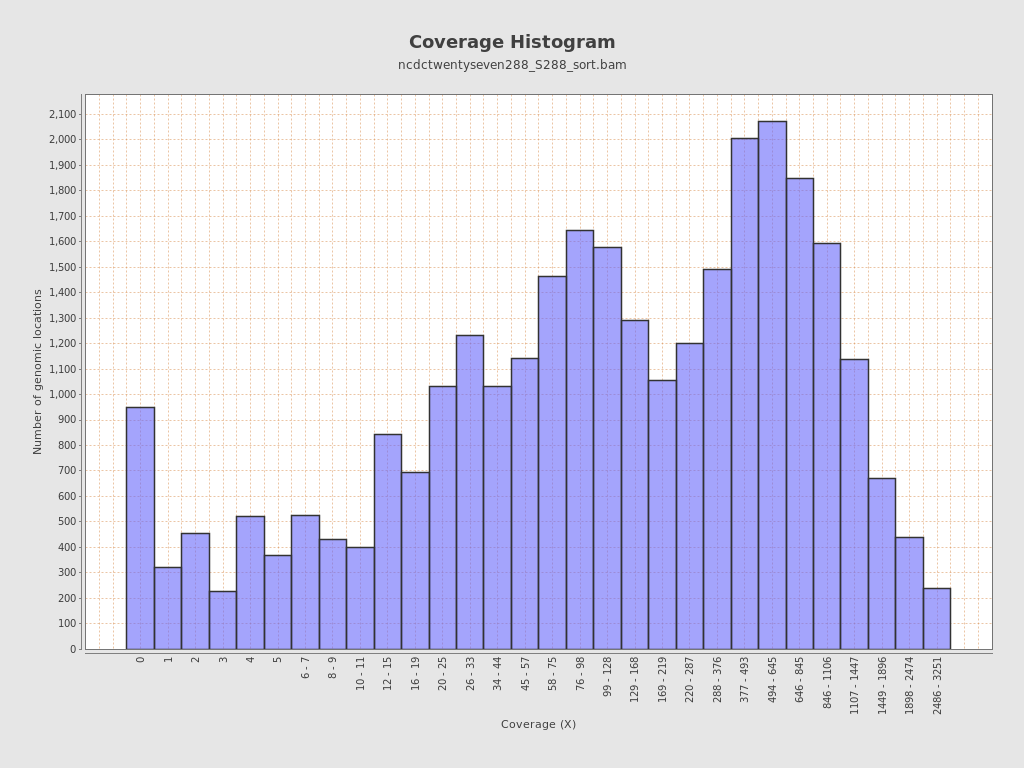 Coverage Histogram
ncdctwentyseven288_S288_sort.bam
Number of genomic locations
2,100
2,000
1,900
1,800
1,700
1,600
1,500
1,400
1,300
1,200
1,100
1,000
900
800
700
600
500
400
300
200
100
0
0
1
2
3
4
5
6 - 7
8 - 9
10 - 11
12 - 15
16 - 19
20 - 25
26 - 33
34 - 44
45 - 57
58 - 75
76 - 98
99 - 128
129 - 168
169 - 219
220 - 287
288 - 376
377 - 493
494 - 645
646 - 845
846 - 1106
1107 - 1447
1449 - 1896
1898 - 2474
2486 - 3251
Coverage (X)